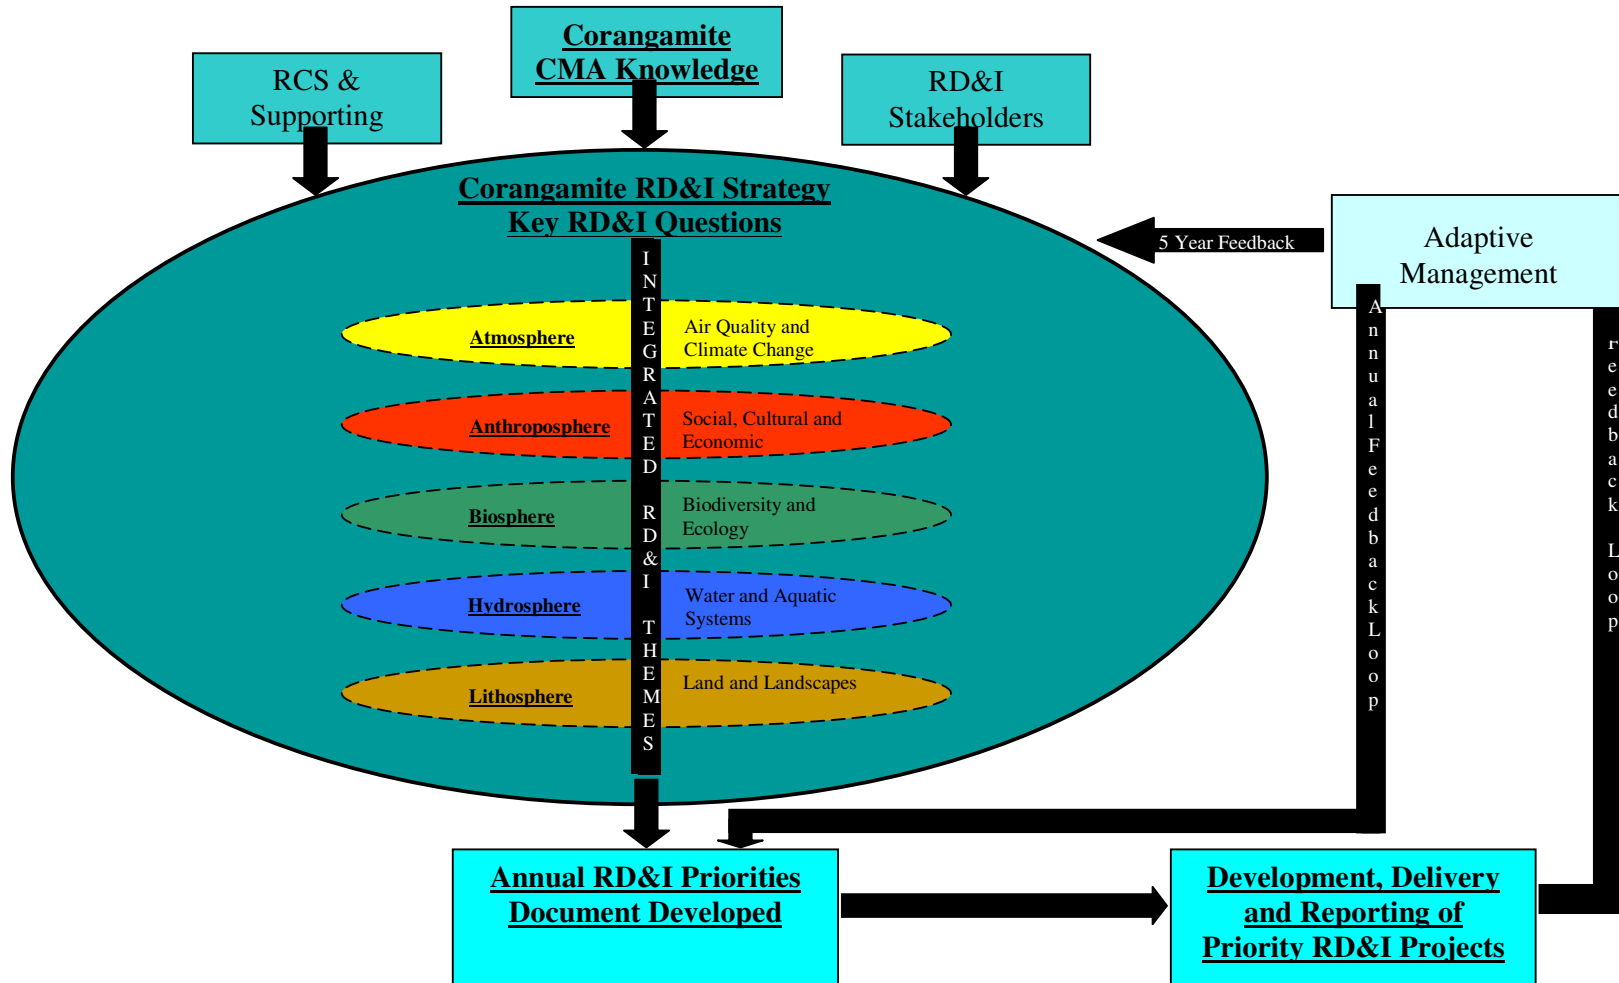 Corangamite
CMA Knowledge
RCS &
Supporting
RD&I
Stakeholders
Corangamite RD&I Strategy
Key RD&I Questions
INTEGRATED RD&I THEMES
Atmosphere
Air Quality and
Climate Change
Anthroposphere
Social, Cultural and
Economic
Biosphere
Biodiversity and
Ecology
Hydrosphere
Water and Aquatic
Systems
Lithosphere
Land and Landscapes
5 Year Feedback
Adaptive
Management
Annual Feedback Loop
Feedback Loop
Annual RD&I Priorities
Document Developed
Development, Delivery
and Reporting of
Priority RD&I Projects